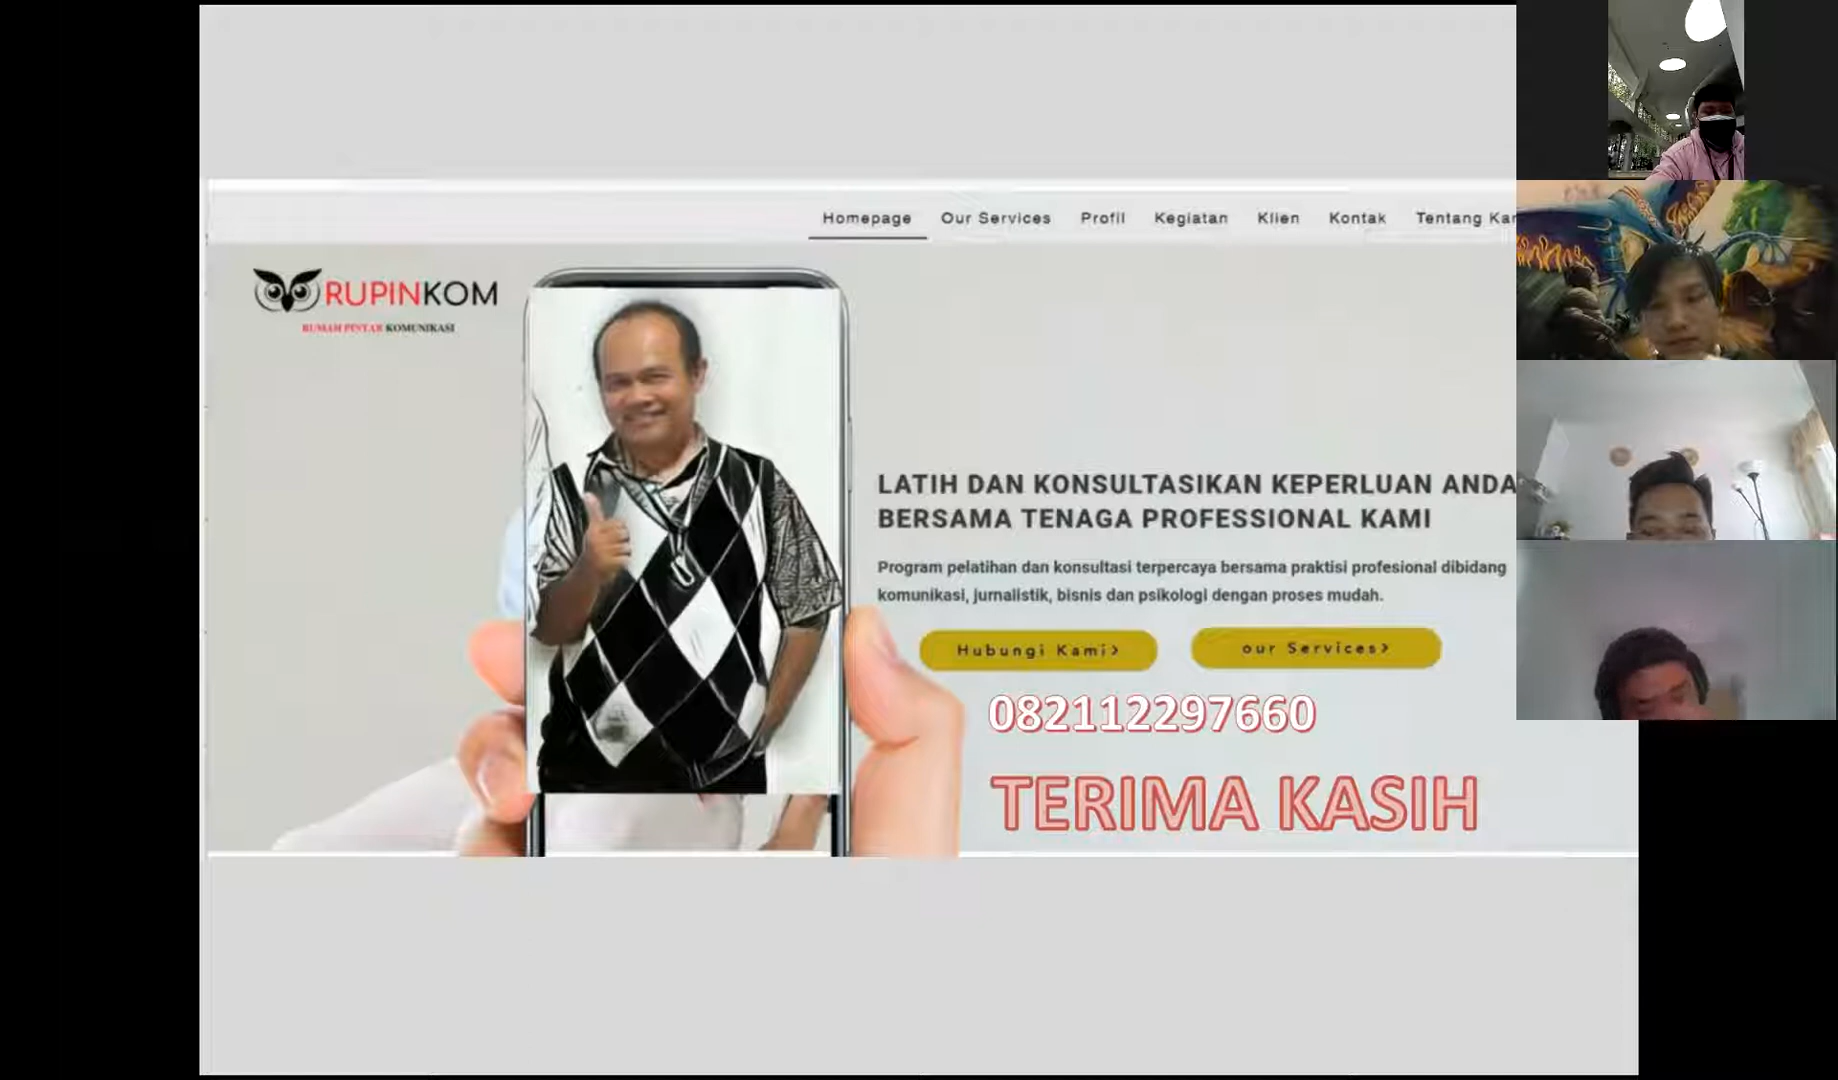 Homepage Our Services Profil Kegiatan Klien Kontak Tentang
RUPINKOM
RUMAH PINTAR KOMUNIKASI
LATIH DAN KONSULTASIKAN KEPERLUAN ANDA
BERSAMA TENAGA PROFESSIONAL KAMI
Program pelatihan dan konsultasi terpercaya bersama praktisi profesional dibidang
komunikasi, jurnalistik, bisnis dan psikologi dengan proses mudah.
Hubungi Kami> our Services>
082112297660
TERIMA KASIH